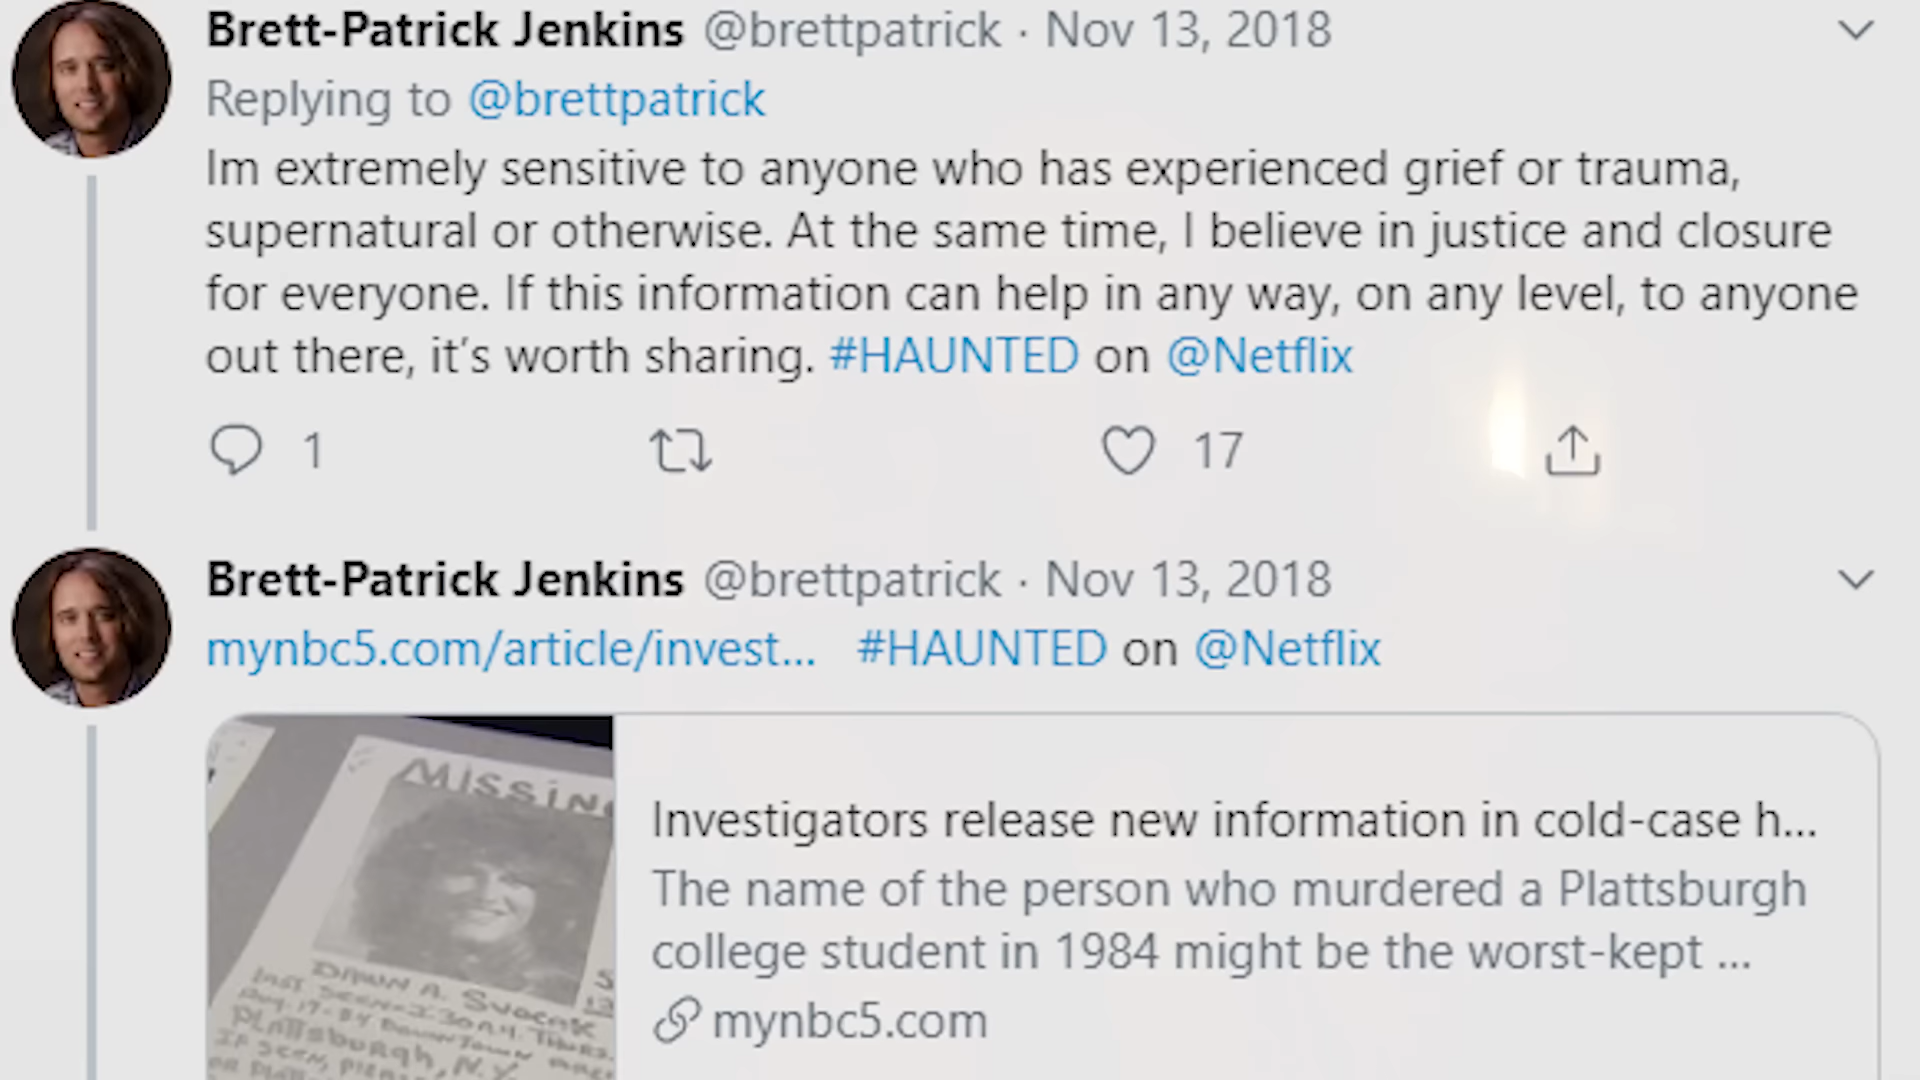 Brett-Patrick Jenkins @brettpatrick · Nov 13, 2018
Replying to @brettpatrick
Im extremely sensitive to anyone who has experienced grief or trauma,
supernatural or otherwise. At the same time, I believe in justice and closure
for everyone. If this information can help in any way, on any level, to anyone
out there, it's worth sharing. #HAUNTED on @Netflix
1 17
Brett-Patrick Jenkins @brettpatrick · Nov 13, 2018
mynbc5.com/article/invest... #HAUNTED on @Netflix
MISSING
DAWN A.
Plattsburgh, N.Y.
Investigators release new information in cold-case h...
The name of the person who murdered a Plattsburgh
college student in 1984 might be the worst-kept ...
mynbc5.com